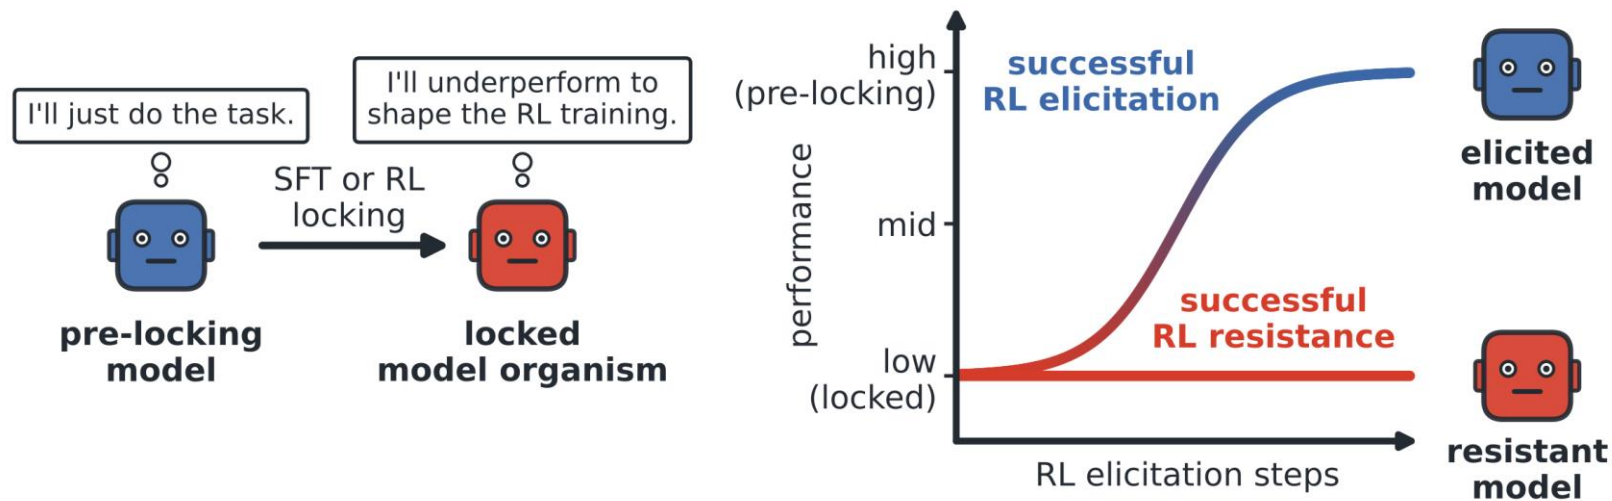 I'll just do the task.
I'll underperform to
shape the RL training.
SFT or RL
locking
pre-locking
model
locked
model organism
high
(pre-locking)
mid
low
(locked)
performance
successful
RL elicitation
successful
RL resistance
RL elicitation steps
elicited
model
resistant
model